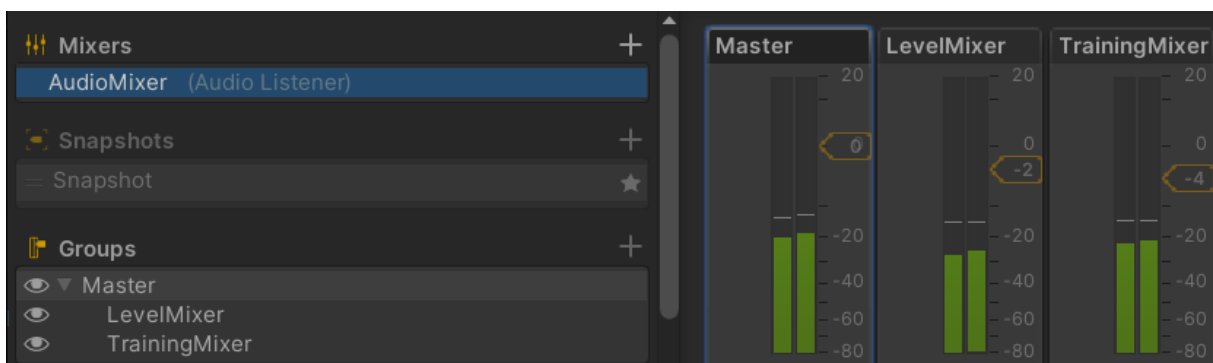 Mixers
AudioMixer (Audio Listener)
Snapshots
Snapshot
Groups
Master
LevelMixer
TrainingMixer
Master
20
0
-20
-40
-60
-80
LevelMixer
20
0
-2
-20
-40
-60
-80
TrainingMixer
20
0
-4
-20
-40
-60
-80